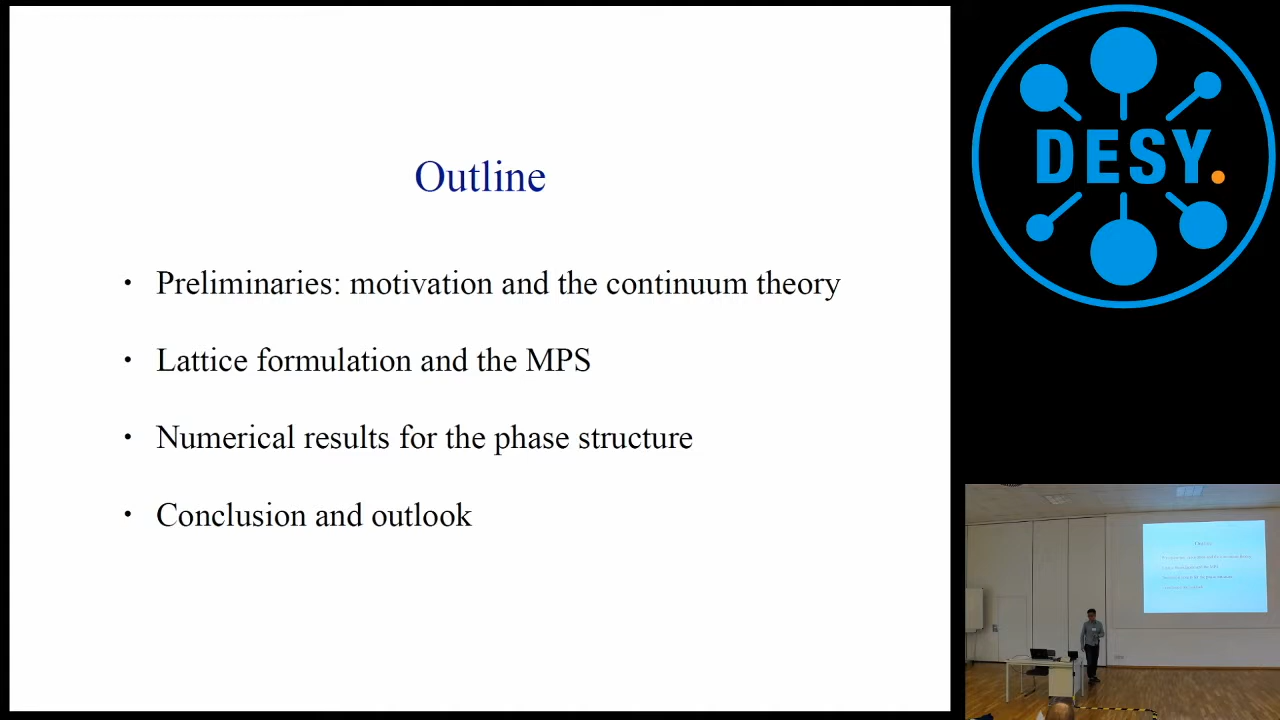 Outline
• Preliminaries: motivation and the continuum theory
• Lattice formulation and the MPS
• Numerical results for the phase structure
• Conclusion and outlook
DESY.
Outline